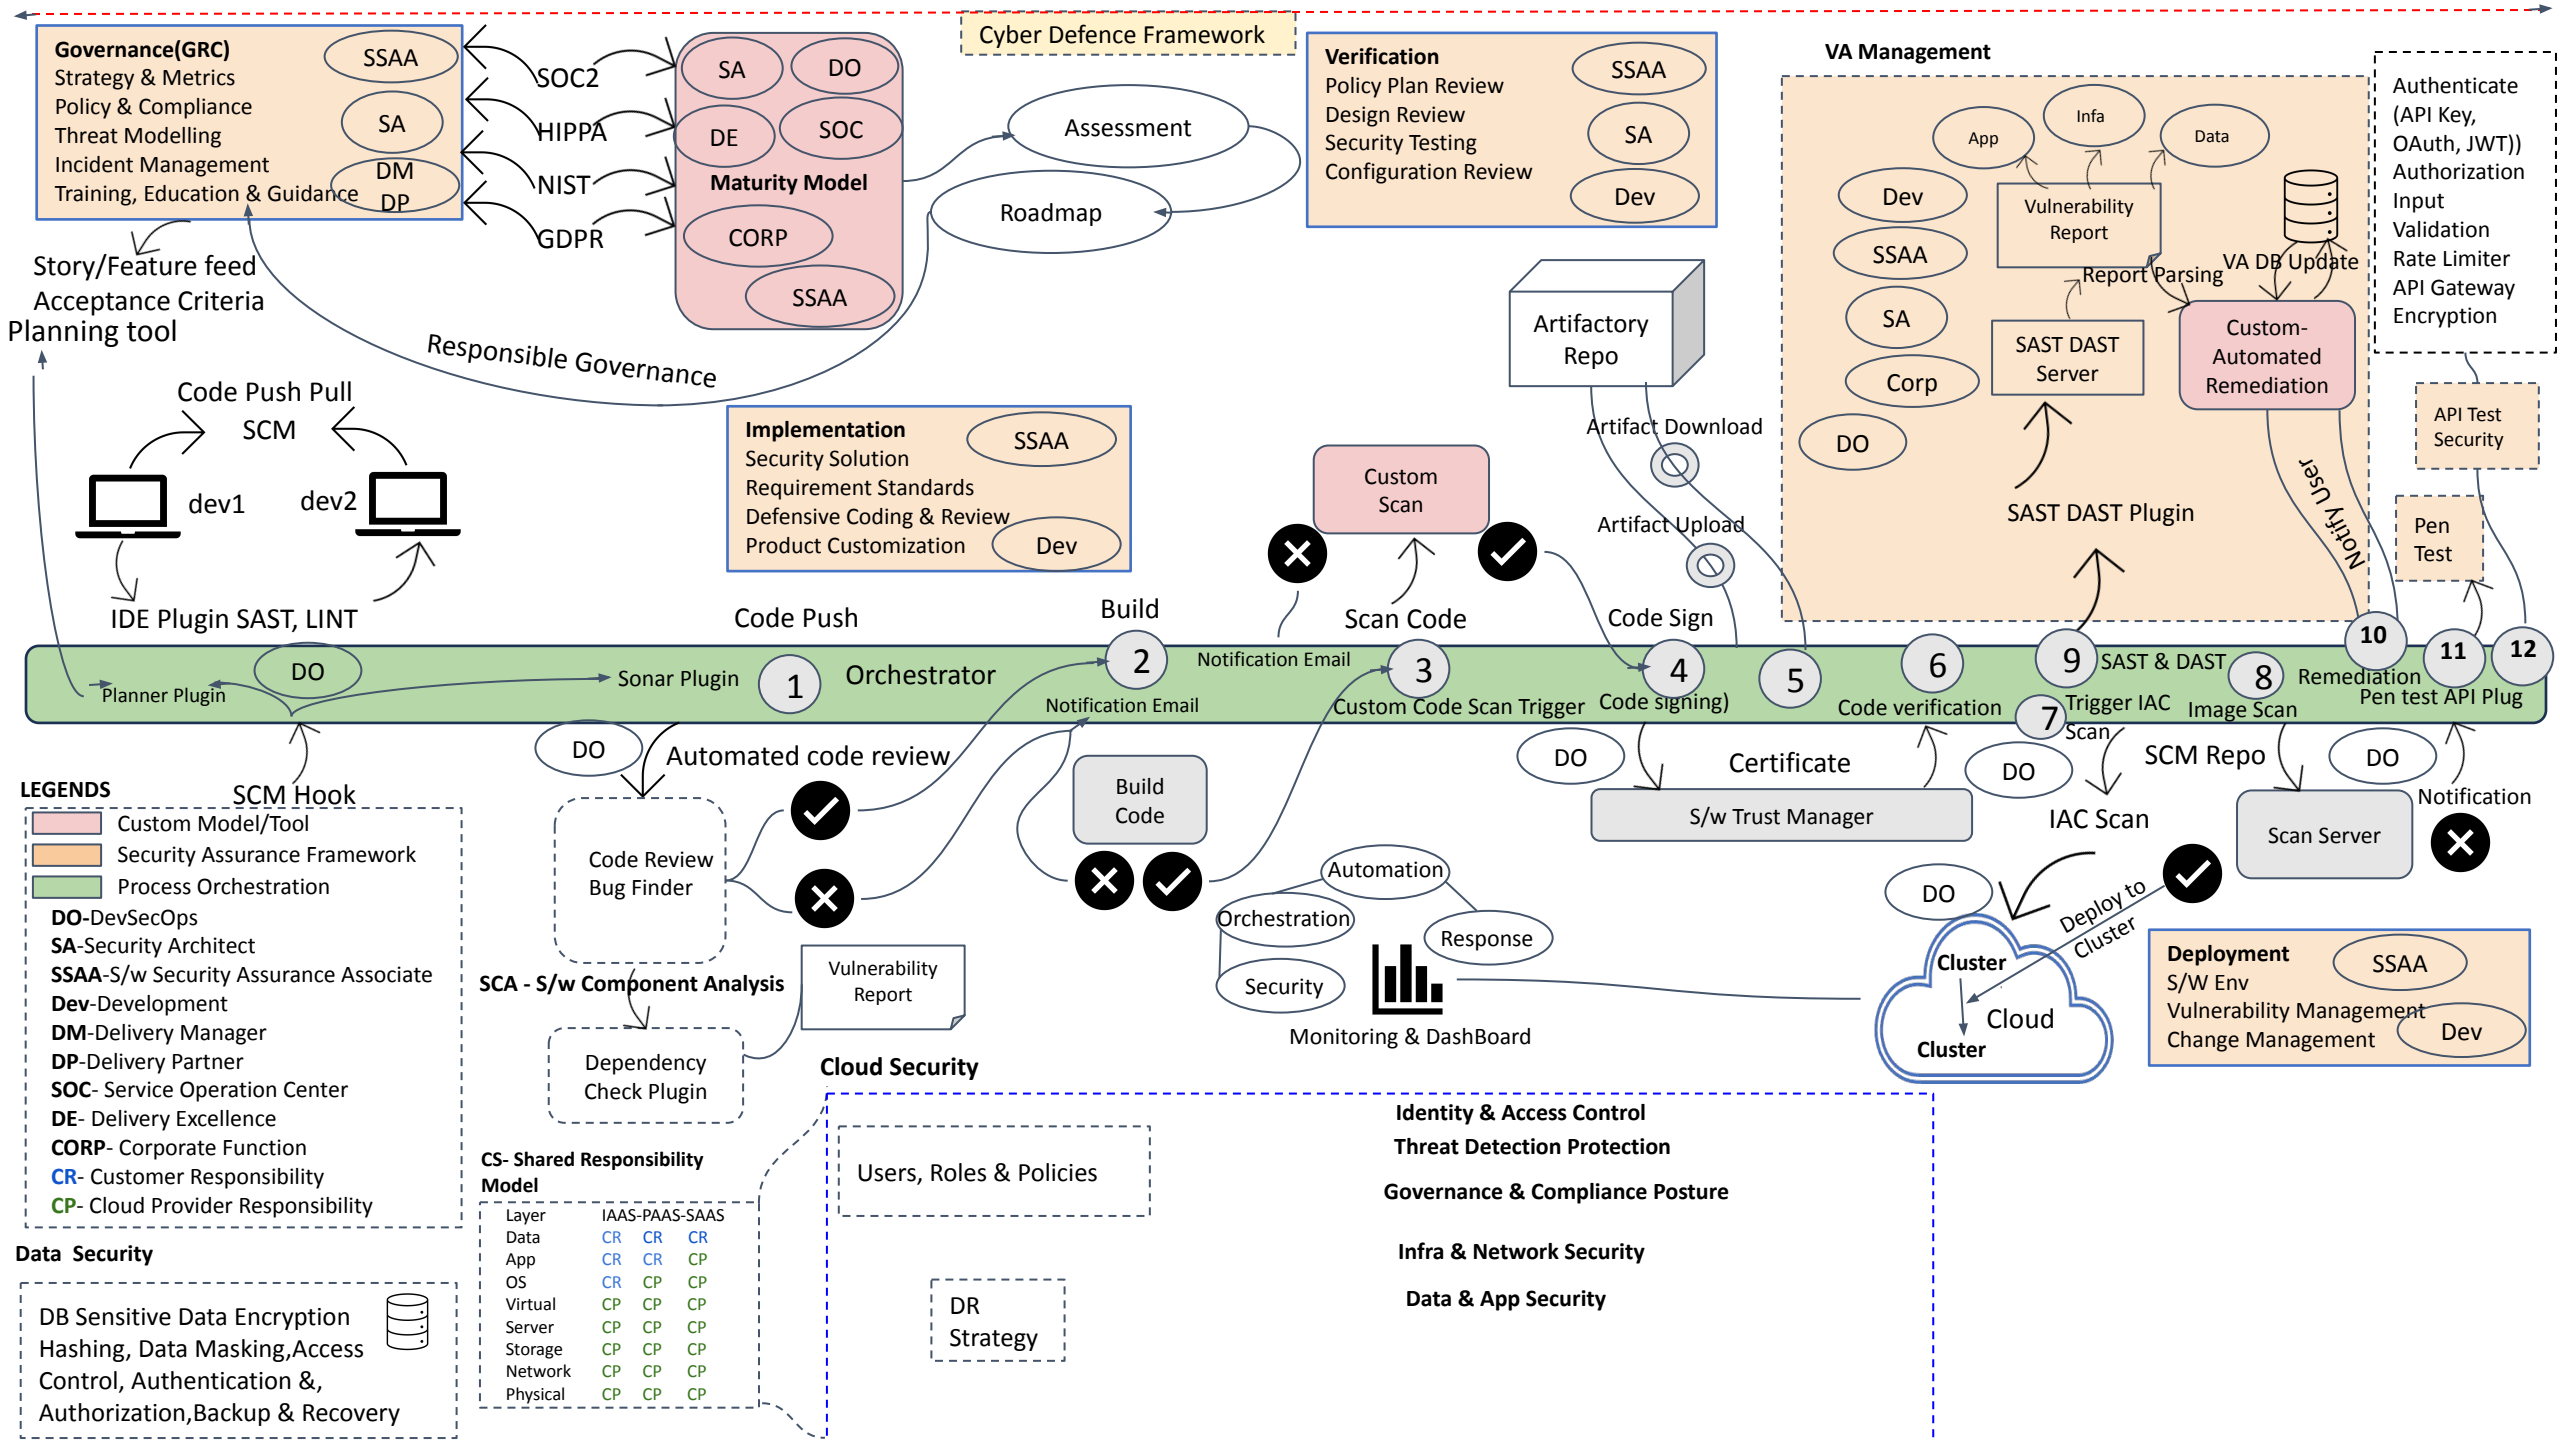 Cyber Defence Framework
Governance(GRC)
Strategy & Metrics
Policy & Compliance
Threat Modelling
Incident Management
Training, Education & Guidance
SSAA
SA
DM
DP
SOC2
HIPPA
NIST
GDPR
SA
DO
DE
SOC
Maturity Model
CORP
SSAA
Assessment
Roadmap
Responsible Governance
Verification
Policy Plan Review
Design Review
Security Testing
Configuration Review
SSAA
SA
Dev
VA Management
App
Infa
Data
Dev
SSAA
SA
Corp
DO
Vulnerability
Report
Report Parsing
VA DB Update
SAST DAST
Server
Custom-
Automated
Remediation
SAST DAST Plugin
Notify User
Authenticate
(API Key,
OAuth, JWT))
Authorization
Input
Validation
Rate Limiter
API Gateway
Encryption
API Test
Security
Pen
Test
Story/Feature feed
Acceptance Criteria
Planning tool
Code Push Pull
SCM
dev1
dev2
IDE Plugin SAST, LINT
Implementation
Security Solution
Requirement Standards
Defensive Coding & Review
Product Customization
SSAA
Dev
Artifactory
Repo
Artifact Download
Artifact Upload
Custom
Scan
Code Push
Build
Scan Code
Code Sign
DO
Planner Plugin
Sonar Plugin
1
Orchestrator
2
Notification Email
Notification Email
3
Custom Code Scan Trigger
4
Code signing)
5
6
Code verification
9
SAST & DAST
7
Trigger IAC
Scan
8
Image Scan
10
Remediation
11
12
Pen test API Plug
SCM Hook
DO
Automated code review
Code Review
Bug Finder
SCA - S/w Component Analysis
Vulnerability
Report
Dependency
Check Plugin
Build
Code
DO
Certificate
S/w Trust Manager
DO
SCM Repo
IAC Scan
DO
Notification
Scan Server
DO
Deploy to
Cluster
Cluster
Cloud
Cluster
Automation
Orchestration
Response
Security
Monitoring & DashBoard
Deployment
S/W Env
Vulnerability Management
Change Management
SSAA
Dev
LEGENDS
Custom Model/Tool
Security Assurance Framework
Process Orchestration
DO-DevSecOps
SA-Security Architect
SSAA-S/w Security Assurance Associate
Dev-Development
DM-Delivery Manager
DP-Delivery Partner
SOC- Service Operation Center
DE- Delivery Excellence
CORP- Corporate Function
CR- Customer Responsibility
CP- Cloud Provider Responsibility
Data Security
DB Sensitive Data Encryption
Hashing, Data Masking,Access
Control, Authentication &,
Authorization,Backup & Recovery
CS- Shared Responsibility
Model
Layer IAAS-PAAS-SAAS
Data CR CR CR
App CR CR CP
OS CR CP CP
Virtual CP CP CP
Server CP CP CP
Storage CP CP CP
Network CP CP CP
Physical CP CP CP
Cloud Security
Users, Roles & Policies
DR
Strategy
Identity & Access Control
Threat Detection Protection
Governance & Compliance Posture
Infra & Network Security
Data & App Security